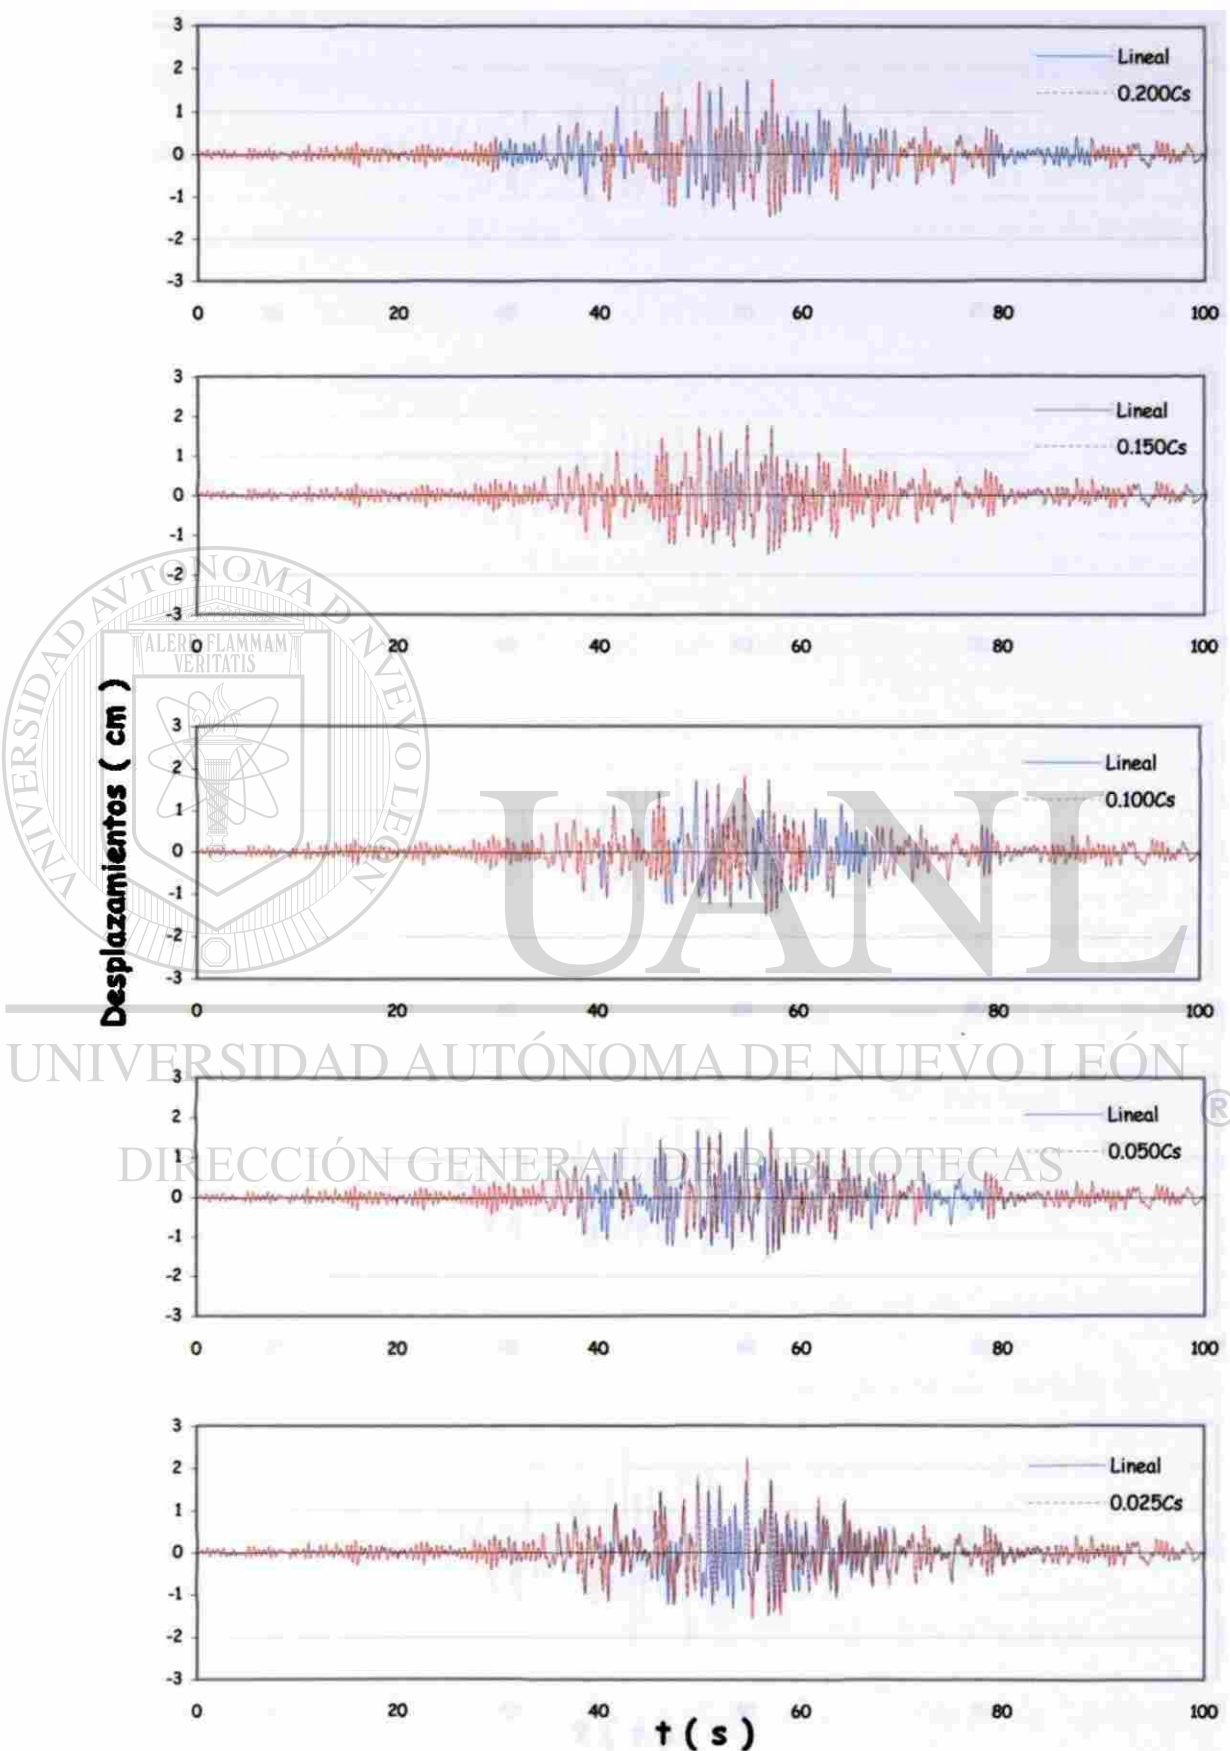 3
2
1
0
-1
-2
-3
Lineal
0.200Cs
0 20 40 60 80 100
3
2
1
0
-1
-2
-3
Lineal
0.150Cs
0 20 40 60 80 100
UNIVERSIDAD AUTONOMA DE NUEVO LEÓN
ALERE FLAMMAM
VERITATIS
Desplazamientos ( cm )
3
2
1
0
-1
-2
-3
Lineal
0.100Cs
UANL
0 20 40 60 80 100
UNIVERSIDAD AUTÓNOMA DE NUEVO LEÓN
®
3
2
1
0
-1
-2
-3
Lineal
0.050Cs
DIRECCIÓN GENERAL DE BIBLIOTECAS
0 20 40 60 80 100
3
2
1
0
-1
-2
-3
Lineal
0.025Cs
0 20 40 60 80 100
t ( s )